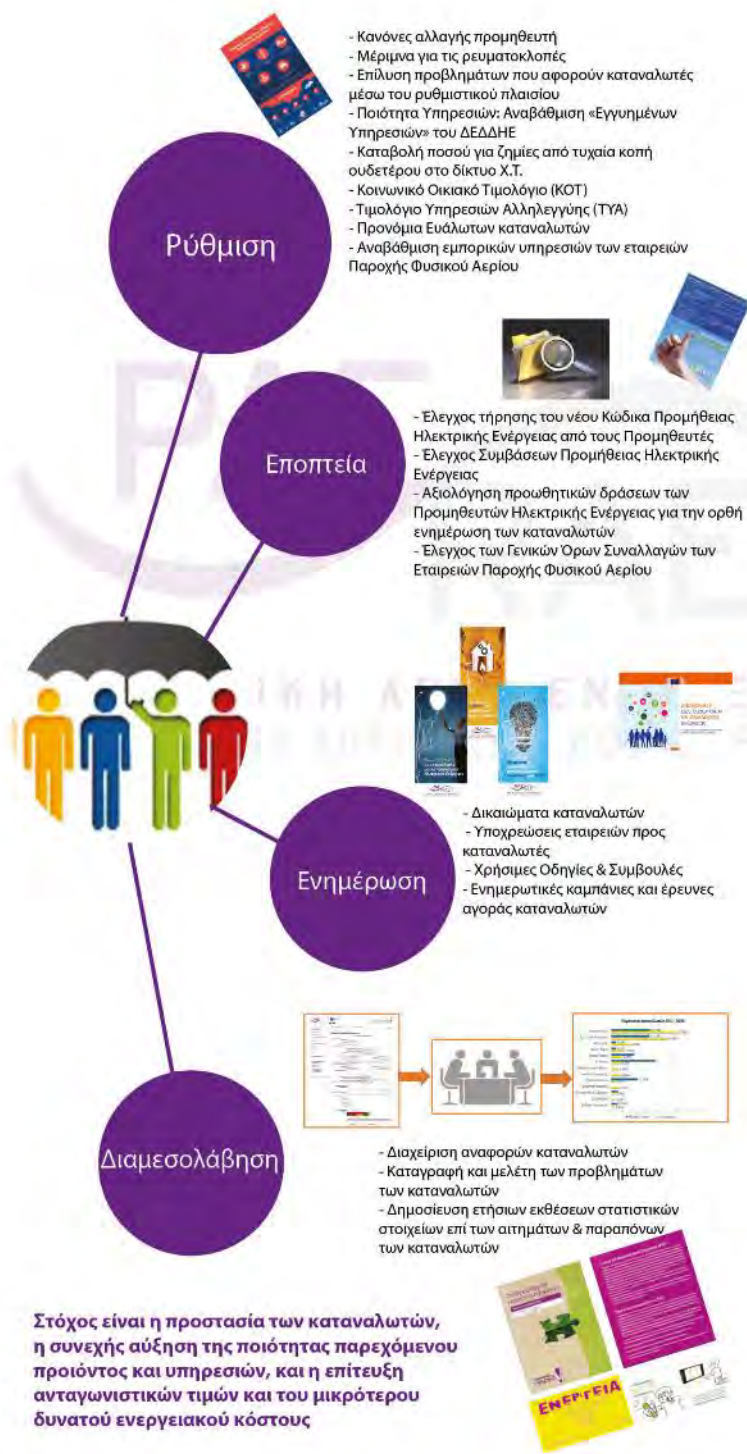 - Κανόνες αλλαγής προμηθευτή
- Μέριμνα για τις ρευματοκλοπές
- Επίλυση προβλημάτων που αφορούν καταναλωτές
μέσω του ρυθμιστικού πλαισίου
- Ποιότητα Υπηρεσιών: Αναβάθμιση «Εγγυημένων
Υπηρεσιών» του ΔΕΔΔΗΕ
- Καταβολή ποσού για ζημίες από τυχαία κοπή
ουδετέρου στο δίκτυο Χ.Τ.
- Κοινωνικό Οικιακό Τιμολόγιο (ΚΟΤ)
- Τιμολόγιο Υπηρεσιών Αλληλεγγύης (ΤΥΑ)
- Προνόμια Ευάλωτων καταναλωτών
- Αναβάθμιση εμπορικών υπηρεσιών των εταιρειών
Παροχής Φυσικού Αερίου
Ρύθμιση
- Έλεγχος τήρησης του νέου Κώδικα Προμήθειας
Ηλεκτρικής Ενέργειας από τους Προμηθευτές
- Έλεγχος Συμβάσεων Προμήθειας Ηλεκτρικής
Ενέργειας
- Αξιολόγηση προωθητικών δράσεων των
Προμηθευτών Ηλεκτρικής Ενέργειας για την ορθή
ενημέρωση των καταναλωτών
- Έλεγχος των Γενικών Όρων Συναλλαγών των
Εταιρειών Παροχής Φυσικού Αερίου
Εποπτεία
- Δικαιώματα καταναλωτών
- Υποχρεώσεις εταιρειών προς
καταναλωτές
- Χρήσιμες Οδηγίες & Συμβουλές
- Ενημερωτικές καμπάνιες και έρευνες
αγοράς καταναλωτών
Ενημέρωση
Διαμεσολάβηση
- Διαχείριση αναφορών καταναλωτών
- Καταγραφή και μελέτη των προβλημάτων
των καταναλωτών
- Δημοσίευση ετήσιων εκθέσεων στατιστικών
στοιχείων επί των αιτημάτων & παραπόνων
των καταναλωτών
Στόχος είναι η προστασία των καταναλωτών,
η συνεχής αύξηση της ποιότητας παρεχόμενου
προιόντος και υπηρεσιών, και η επίτευξη
ανταγωνιστικών τιμών και του μικρότερου
δυνατού ενεργειακού κόστους
ΕΝΕΡΓΕΙΑ